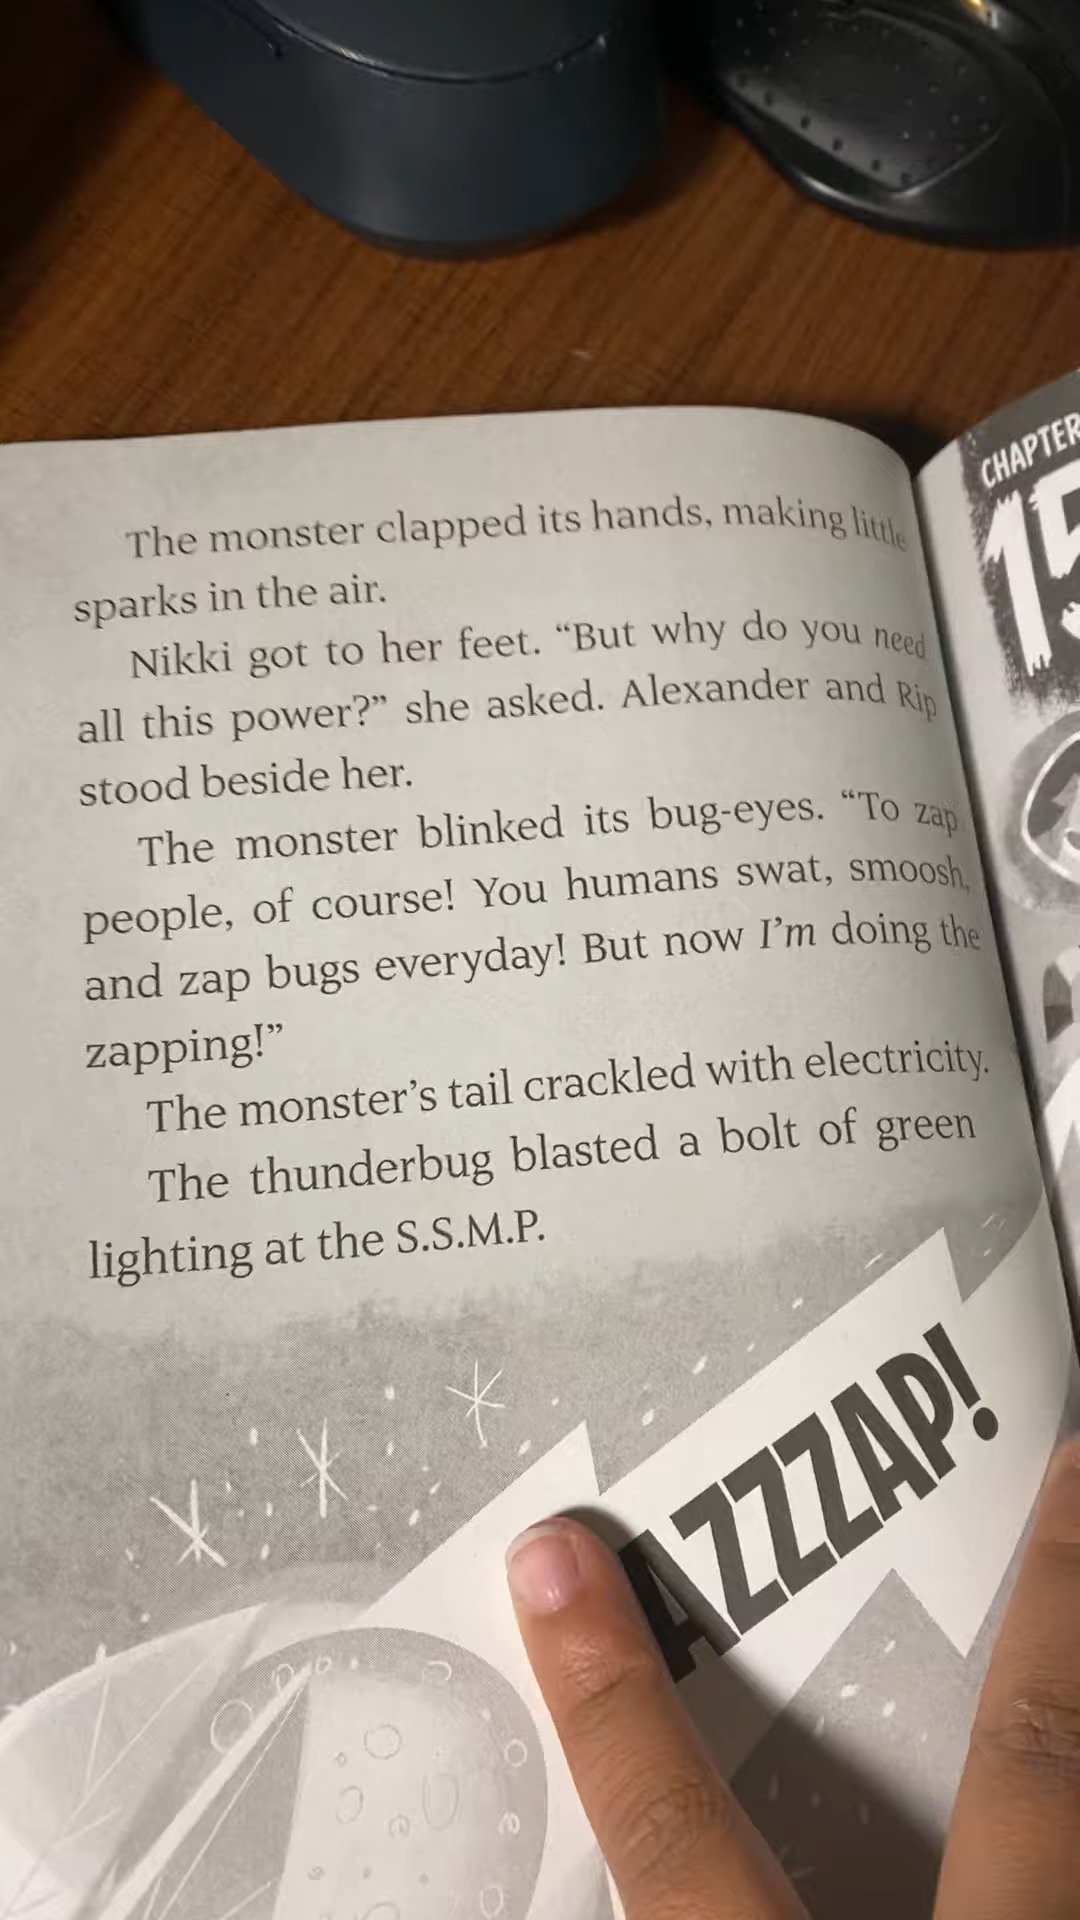 The monster clapped its hands, making little
sparks in the air.
Nikki got to her feet. “But why do you need
all this power?” she asked. Alexander and Rip
stood beside her.
The monster blinked its bug-eyes. “To zap
people, of course! You humans swat, smoosh,
and zap bugs everyday! But now I’m doing the
zapping!”
The monster’s tail crackled with electricity.
The thunderbug blasted a bolt of green
lighting at the S.S.M.P.
AZZZAP!
CHAPTER
15